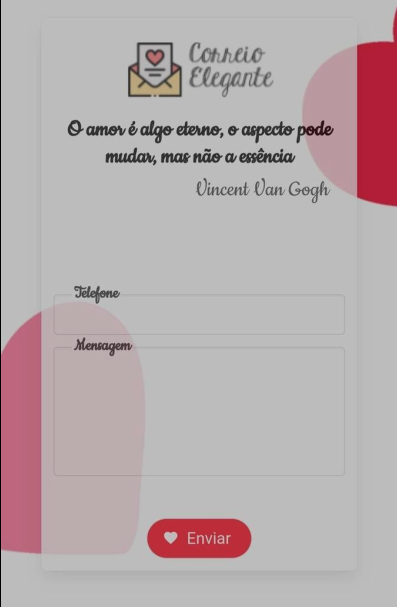 Correio
Elegante
O amor é algo eterno, o aspecto pode
mudar, mas não a essência
Vincent Van Gogh
Telefone
Mensagem
Enviar